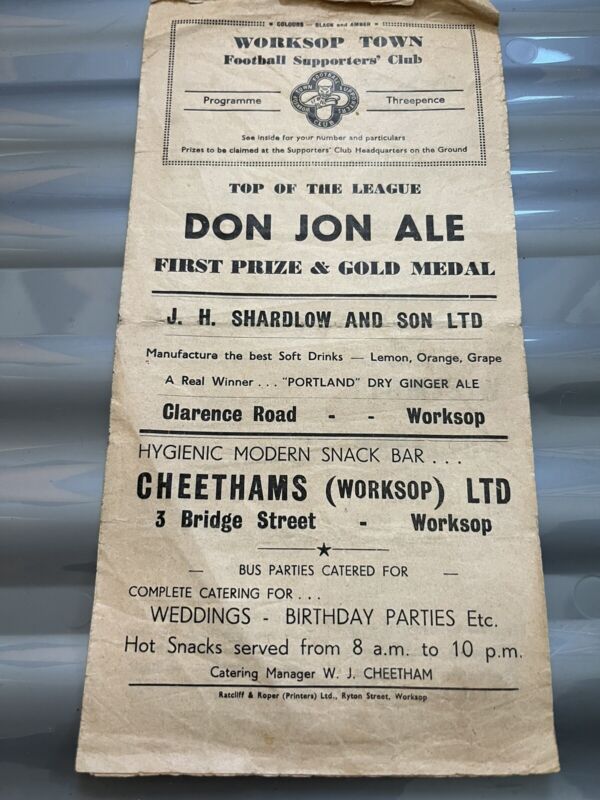 ★ COLOURS — BLACK and AMBER ★
WORKSOP TOWN
Football Supporters' Club
Programme
Threepence
TOWN FOOTBALL SUPPORTERS
CLUB
See inside for your number and particulars
Prizes to be claimed at the Supporters' Club Headquarters on the Ground
TOP OF THE LEAGUE
DON JON ALE
FIRST PRIZE & GOLD MEDAL
J. H. SHARDLOW AND SON LTD
Manufacture the best Soft Drinks — Lemon, Orange, Grape
A Real Winner . . . "PORTLAND" DRY GINGER ALE
Clarence Road - - Worksop
HYGIENIC MODERN SNACK BAR . . .
CHEETHAMS (WORKSOP) LTD
3 Bridge Street - Worksop
— BUS PARTIES CATERED FOR —
COMPLETE CATERING FOR . . .
WEDDINGS - BIRTHDAY PARTIES Etc.
Hot Snacks served from 8 a.m. to 10 p.m.
Catering Manager W. J. CHEETHAM
Ratcliff & Roper (Printers) Ltd., Ryton Street, Worksop